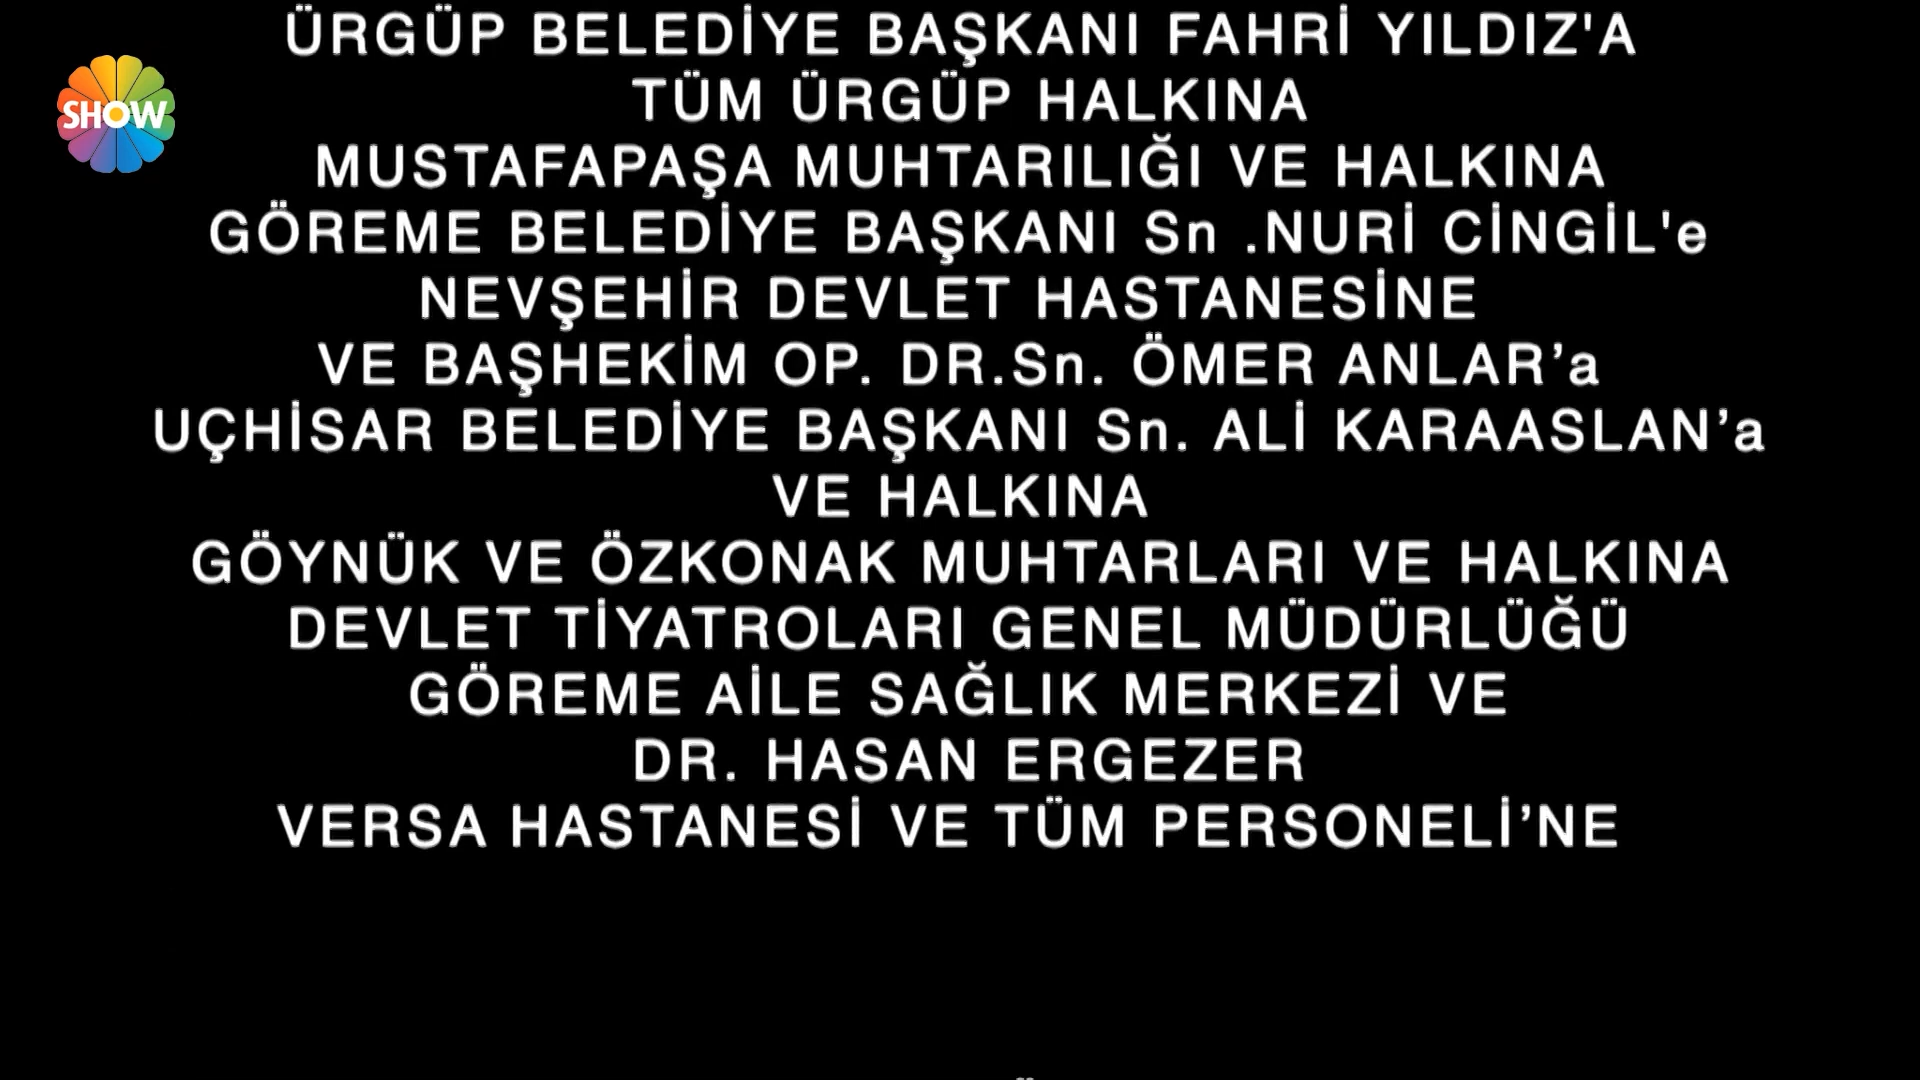 ÜRGÜP BELEDİYE BAŞKANI FAHRİ YILDIZ'A
SHOW
TÜM ÜRGÜP HALKINA
MUSTAFAPAŞA MUHTARILIĞI VE HALKINA
GÖREME BELEDİYE BAŞKANI Sn .NURİ CİNGİL'e
NEVŞEHİR DEVLET HASTANESİNE
VE BAŞHEKİM OP. DR.Sn. ÖMER ANLAR’a
UÇHİSAR BELEDİYE BAŞKANI Sn. ALİ KARAASLAN’a
VE HALKINA
GÖYNÜK VE ÖZKONAK MUHTARLARI VE HALKINA
DEVLET TİYATROLARI GENEL MÜDÜRLÜĞÜ
GÖREME AİLE SAĞLIK MERKEZİ VE
DR. HASAN ERGEZER
VERSA HASTANESİ VE TÜM PERSONELİ’NE